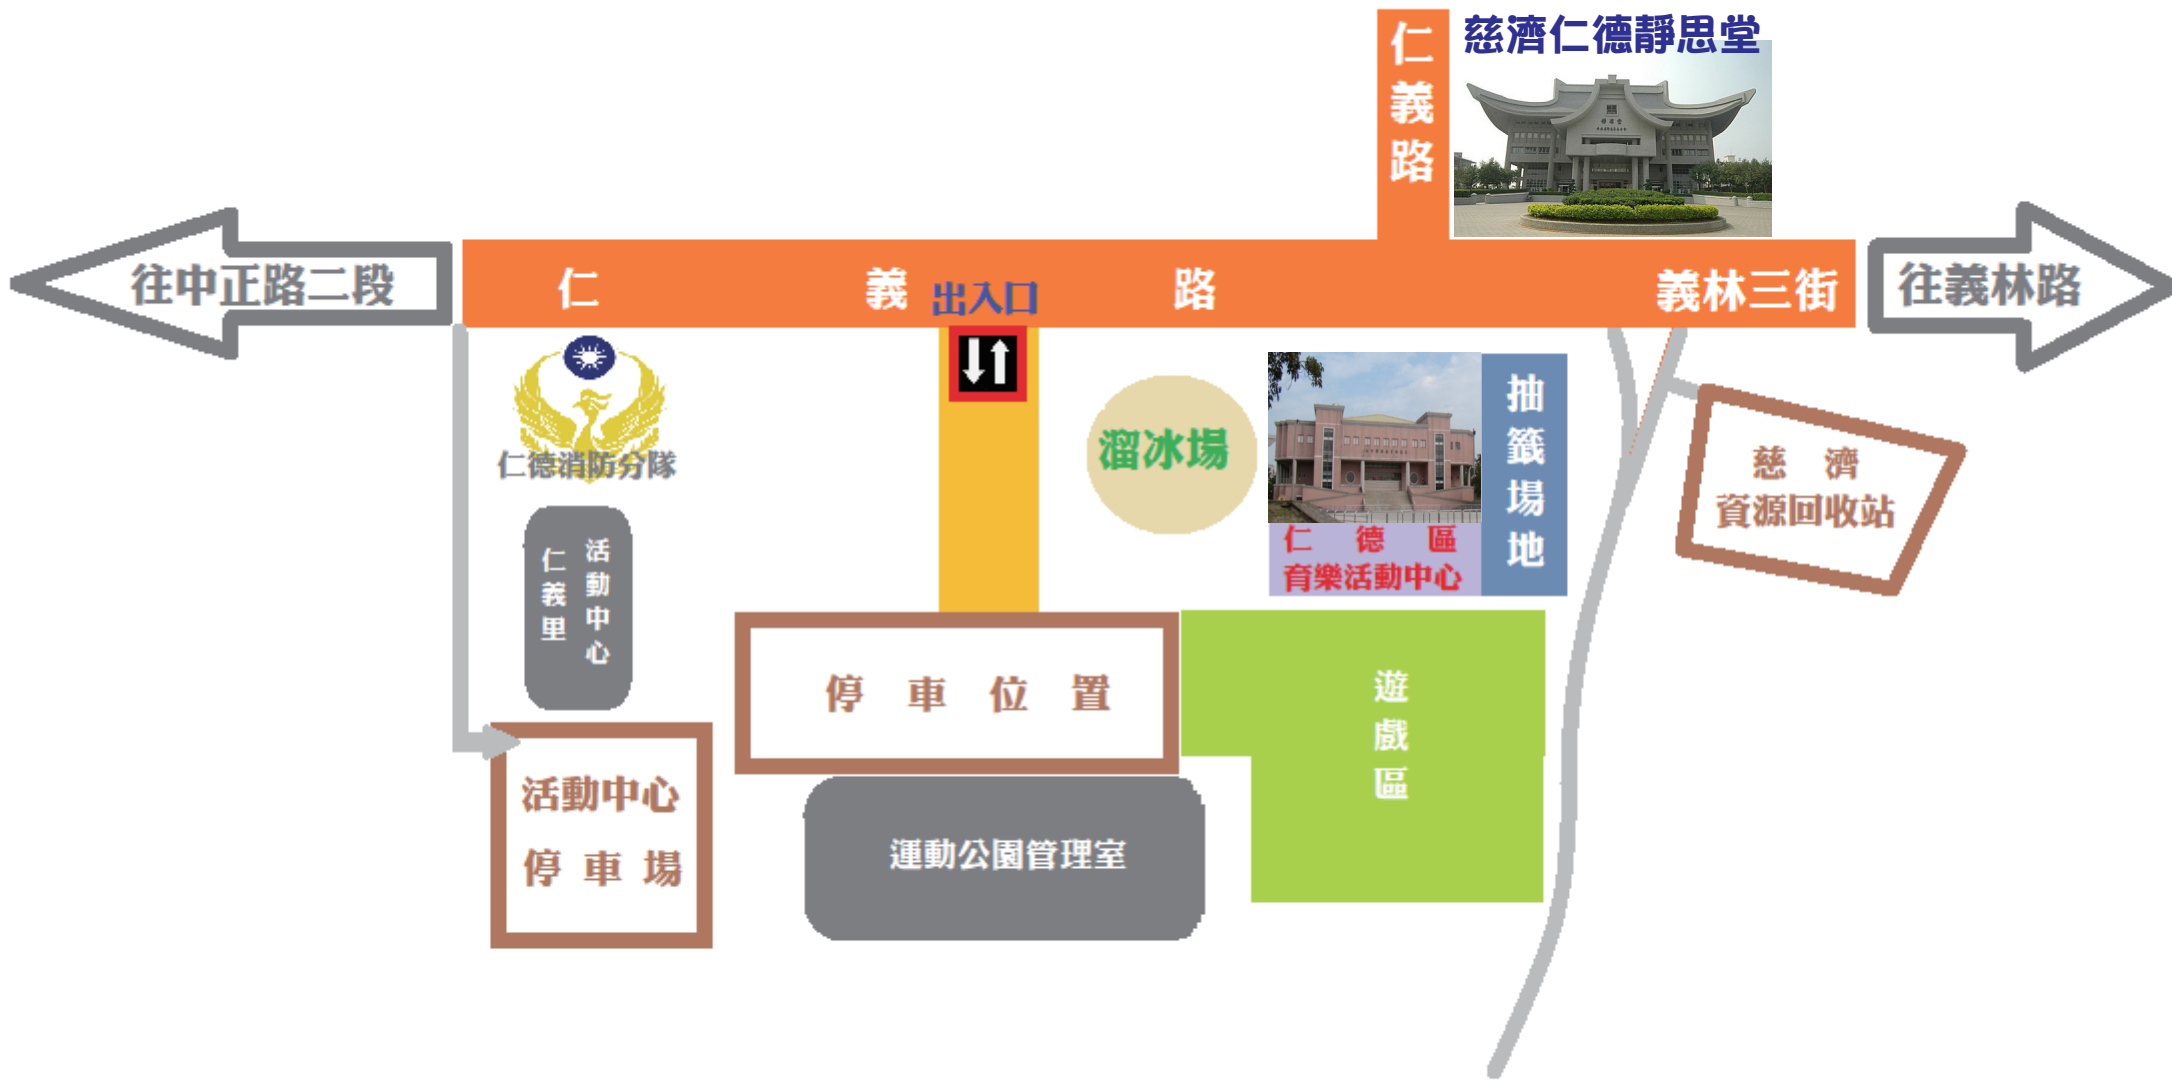 慈濟仁德靜思堂
仁義路
往中正路二段
仁義路
出入口
義林三街
往義林路
仁德消防分隊
溜冰場
抽籤場地
慈濟
資源回收站
仁德區
育樂活動中心
仁義里
活動中心
停車位置
遊戲區
活動中心
停車場
運動公園管理室